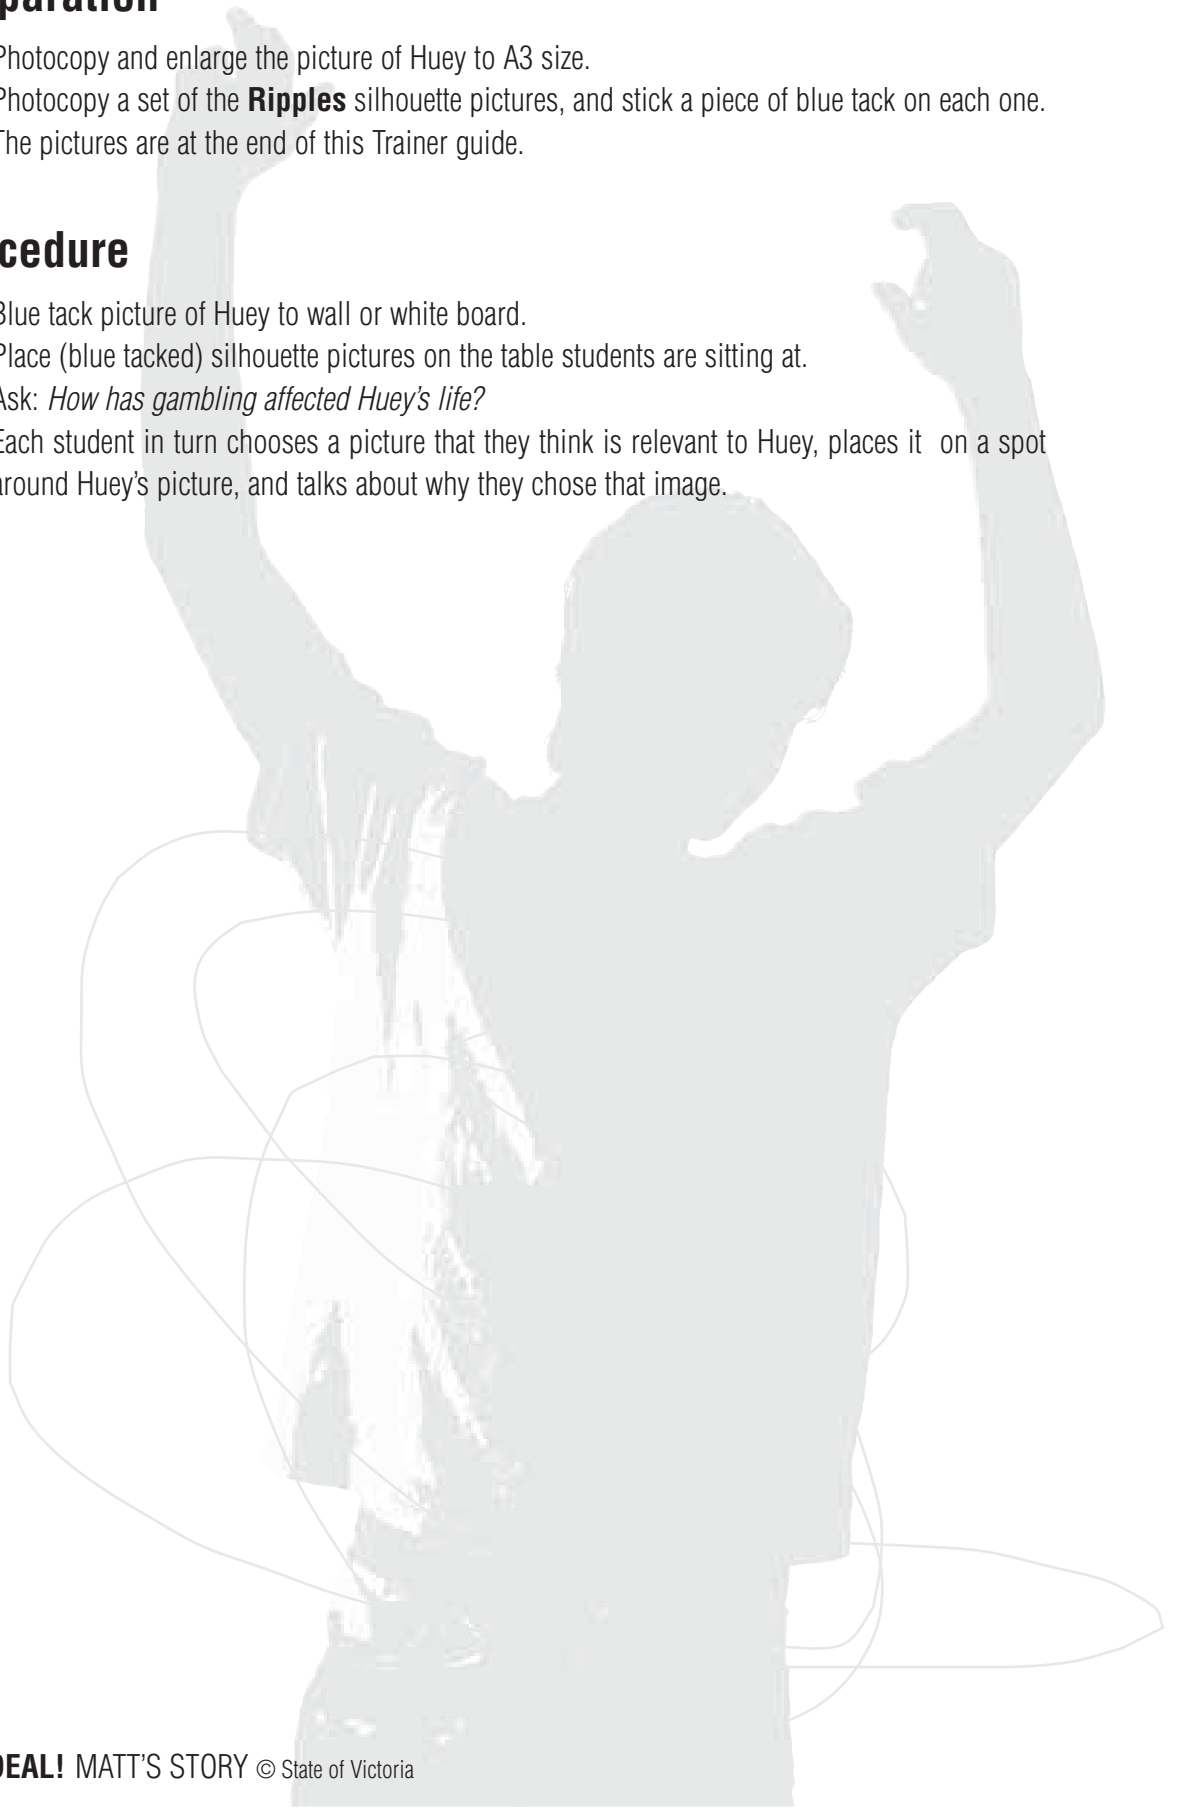 paration
Photocopy and enlarge the picture of Huey to A3 size.
Photocopy a set of the Ripples silhouette pictures, and stick a piece of blue tack on each one.
The pictures are at the end of this Trainer guide.
cedure
Blue tack picture of Huey to wall or white board.
Place (blue tacked) silhouette pictures on the table students are sitting at.
Ask: How has gambling affected Huey’s life?
Each student in turn chooses a picture that they think is relevant to Huey, places it  on a spot
around Huey’s picture, and talks about why they chose that image.
DEAL! MATT’S STORY © State of Victoria